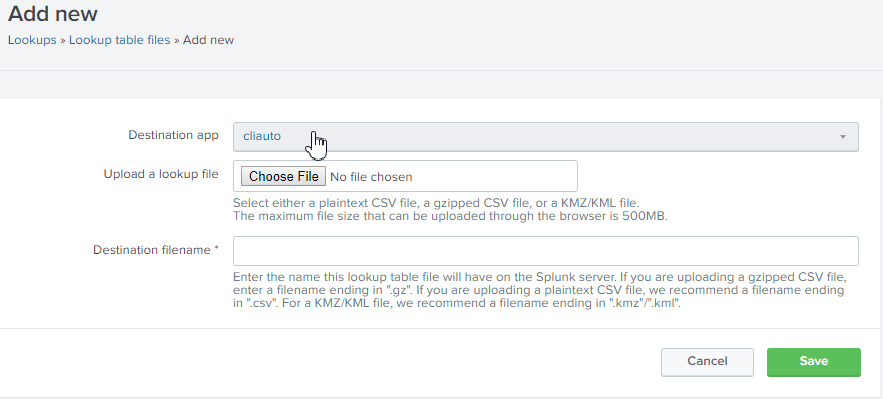 Add new
Lookups » Lookup table files » Add new
Destination app
cliauto
Upload a lookup file
Choose File No file chosen
Select either a plaintext CSV file, a gzipped CSV file, or a KMZ/KML file.
The maximum file size that can be uploaded through the browser is 500MB.
Destination filename *
Enter the name this lookup table file will have on the Splunk server. If you are uploading a gzipped CSV file,
enter a filename ending in ".gz". If you are uploading a plaintext CSV file, we recommend a filename ending
in ".csv". For a KMZ/KML file, we recommend a filename ending in ".kmz"/".kml".
Cancel
Save